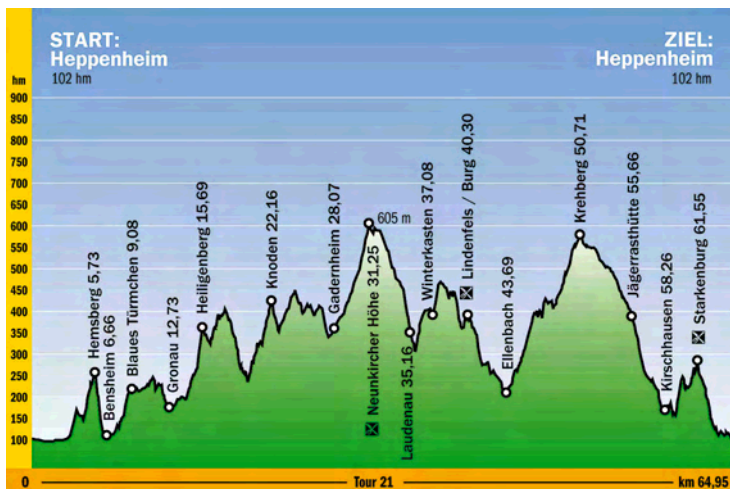 START:
Heppenheim
102 hm
ZIEL:
Heppenheim
102 hm
hm
900
850
800
750
700
650
600
550
500
450
400
350
300
250
200
150
100
Hemsberg 5,73
Bensheim 6,66
Blaues Türmchen 9,08
Gronau 12,73
Heiligenberg 15,69
Knoden 22,16
Gadernheim 28,07
Neunkircher Höhe 31,25
605 m
Laudenau 35,16
Winterkasten 37,08
Lindenfels / Burg 40,30
Ellenbach 43,69
Krehberg 50,71
Jägerrasthütte 55,66
Kirschhausen 58,26
Starkenburg 61,55
0
Tour 21
km 64,95